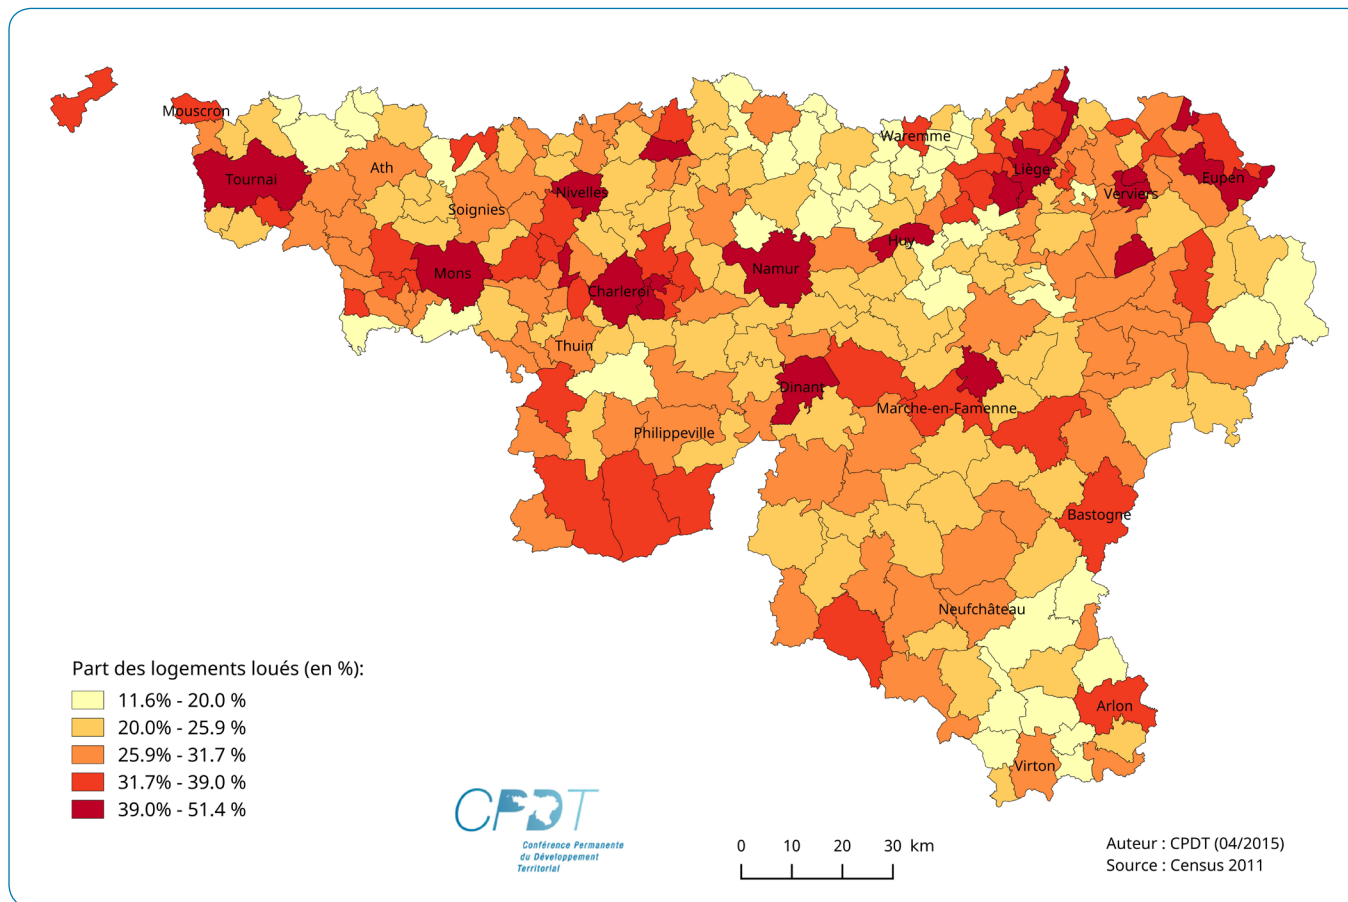 Mouscron
Waremme
Ath
Tournai
Liège
Eupen
Nivelles
Verviers
Soignies
Huy
Mons
Namur
Charleroi
Thuin
Dinant
Marche-en-Famenne
Philippeville
Bastogne
Neufchâteau
Arlon
Virton
Part des logements loués (en %):
11.6% - 20.0 %
20.0% - 25.9 %
25.9% - 31.7 %
31.7% - 39.0 %
39.0% - 51.4 %
CPDT
Conférence Permanente
du Développement
Territorial
0 10 20 30 km
Auteur : CPDT (04/2015)
Source : Census 2011